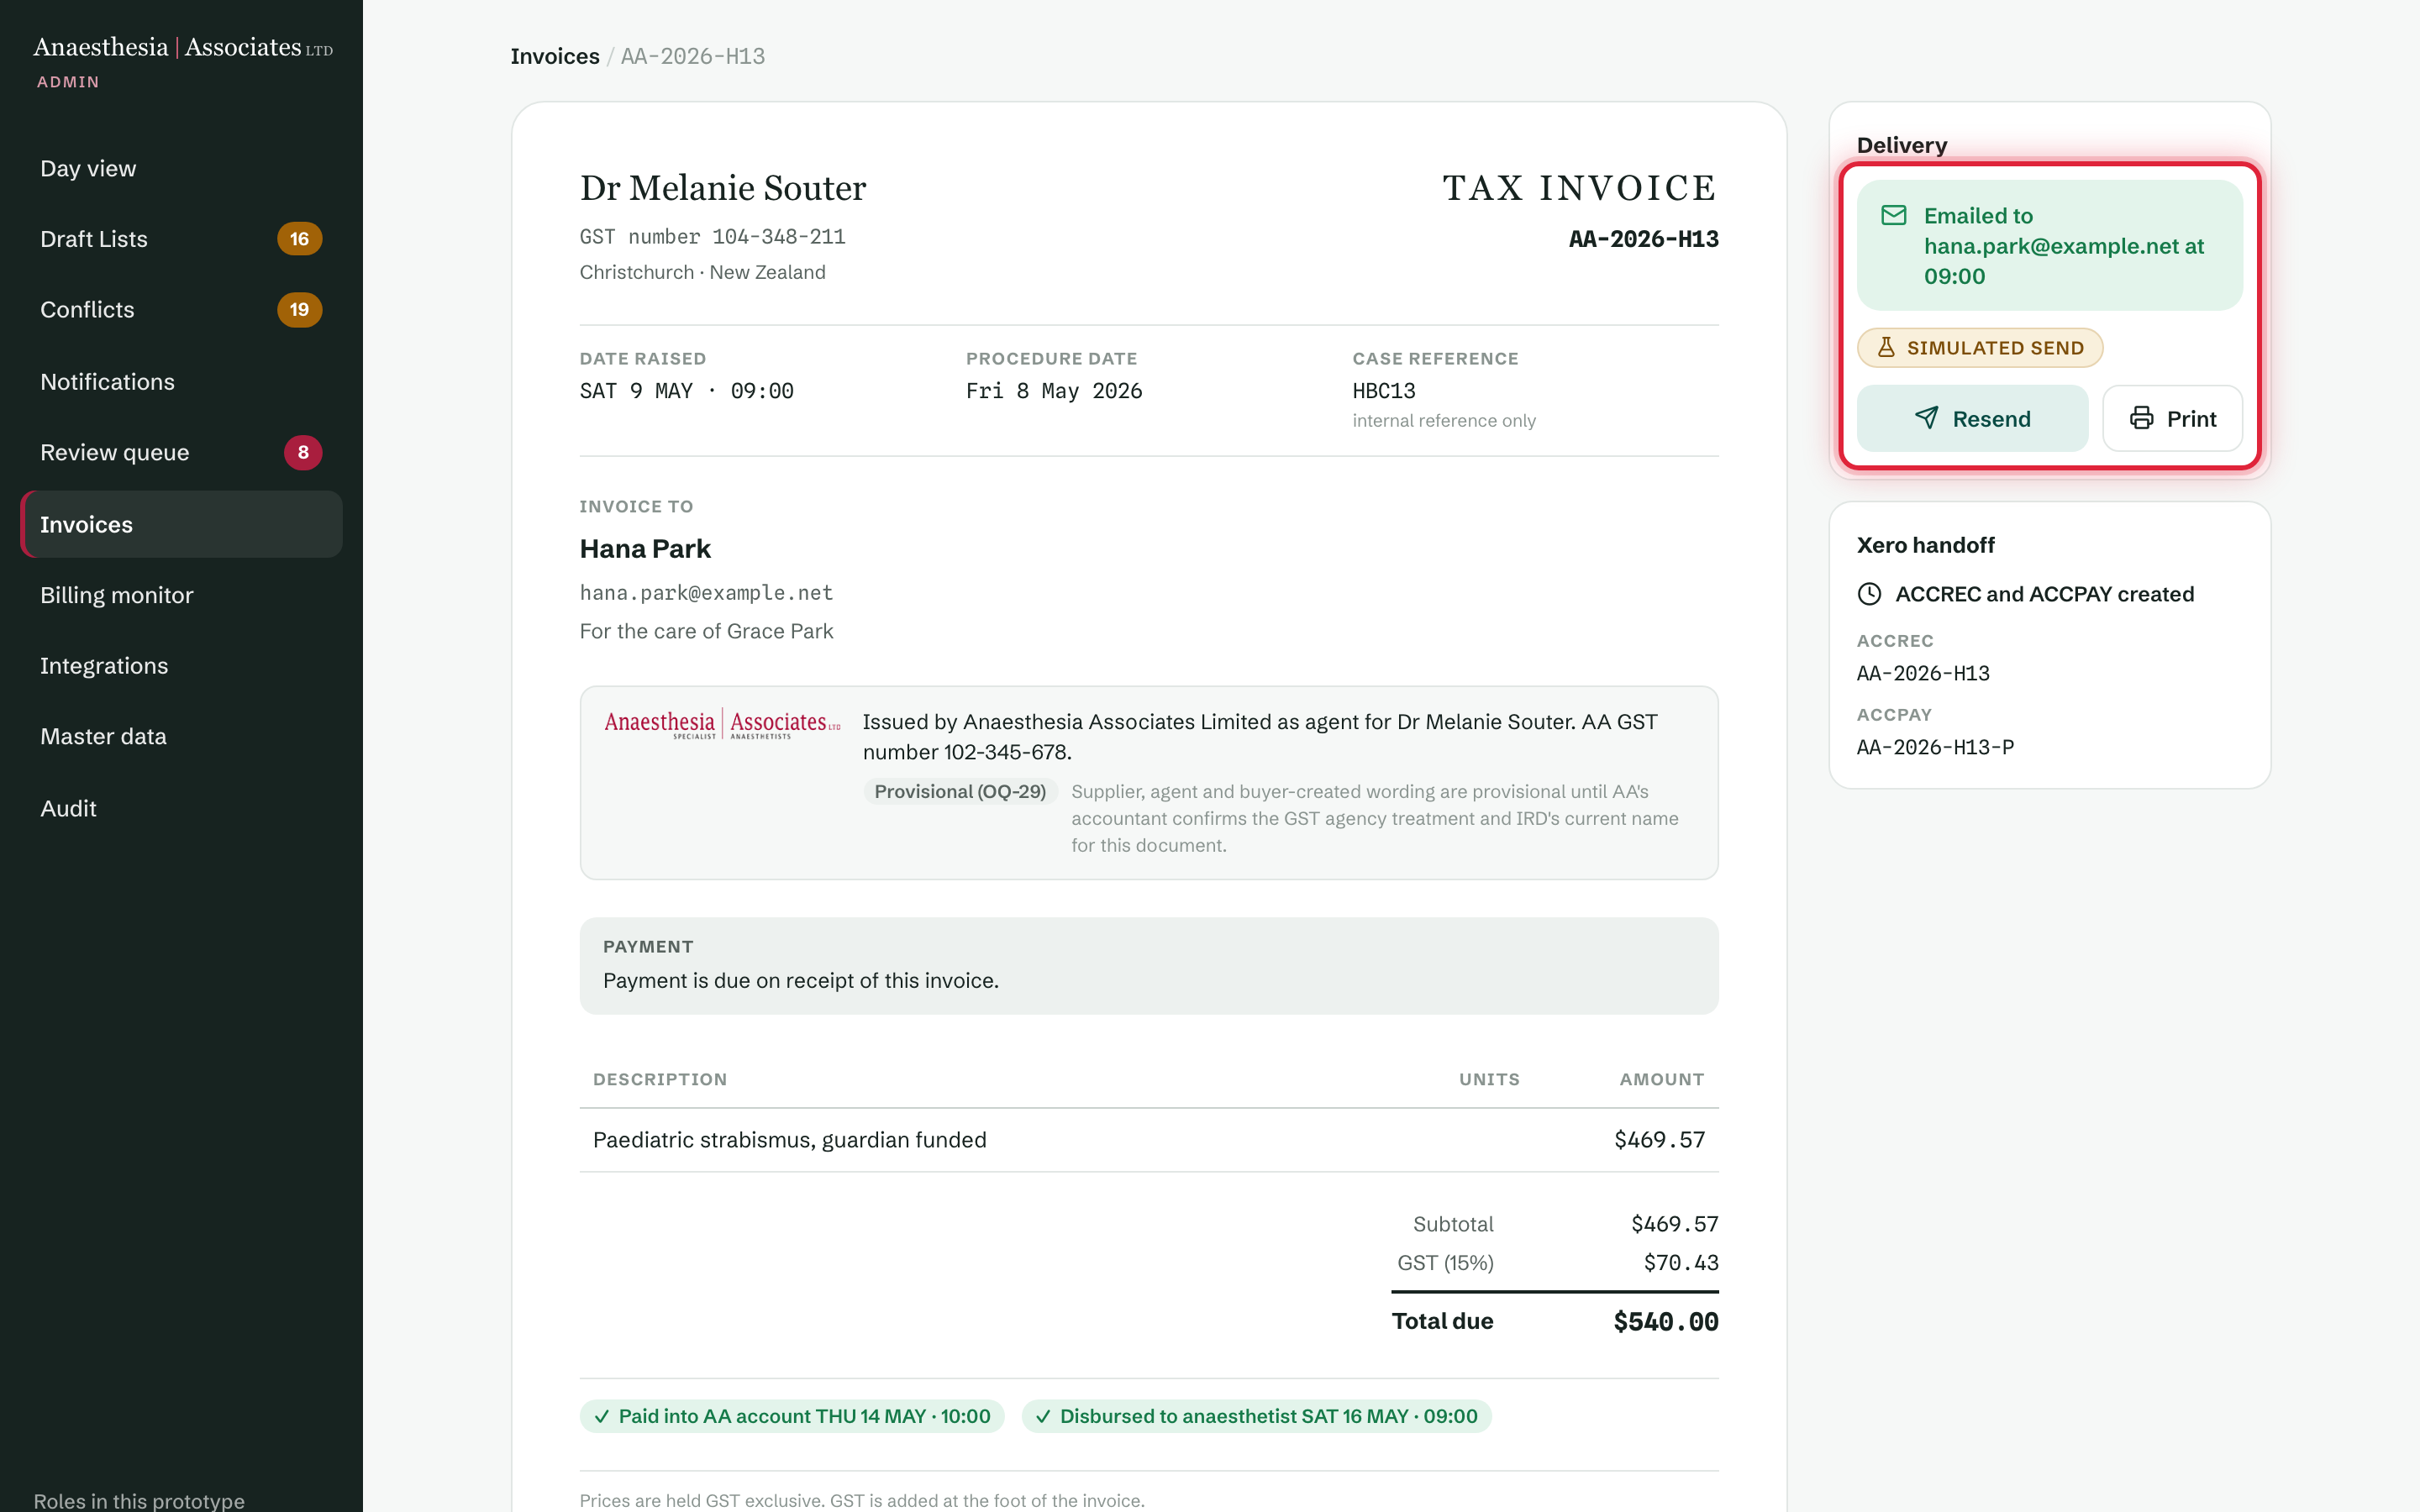 Anaesthesia | Associates LTD
ADMIN
Day view
Draft Lists 16
Conflicts 19
Notifications
Review queue 8
Invoices
Billing monitor
Integrations
Master data
Audit
Roles in this prototype
Invoices / AA-2026-H13
Dr Melanie Souter
GST number 104-348-211
Christchurch · New Zealand
TAX INVOICE
AA-2026-H13
DATE RAISED
SAT 9 MAY · 09:00
PROCEDURE DATE
Fri 8 May 2026
CASE REFERENCE
HBC13
internal reference only
INVOICE TO
Hana Park
hana.park@example.net
For the care of Grace Park
Anaesthesia | Associates LTD
SPECIALIST ANAESTHETISTS
Issued by Anaesthesia Associates Limited as agent for Dr Melanie Souter. AA GST
number 102-345-678.
Provisional (OQ-29)
Supplier, agent and buyer-created wording are provisional until AA's
accountant confirms the GST agency treatment and IRD's current name
for this document.
PAYMENT
Payment is due on receipt of this invoice.
DESCRIPTION UNITS AMOUNT
Paediatric strabismus, guardian funded $469.57
Subtotal $469.57
GST (15%) $70.43
Total due $540.00
Paid into AA account THU 14 MAY · 10:00
Disbursed to anaesthetist SAT 16 MAY · 09:00
Prices are held GST exclusive. GST is added at the foot of the invoice.
Delivery
Emailed to
hana.park@example.net at
09:00
SIMULATED SEND
Resend
Print
Xero handoff
ACCREC and ACCPAY created
ACCREC
AA-2026-H13
ACCPAY
AA-2026-H13-P